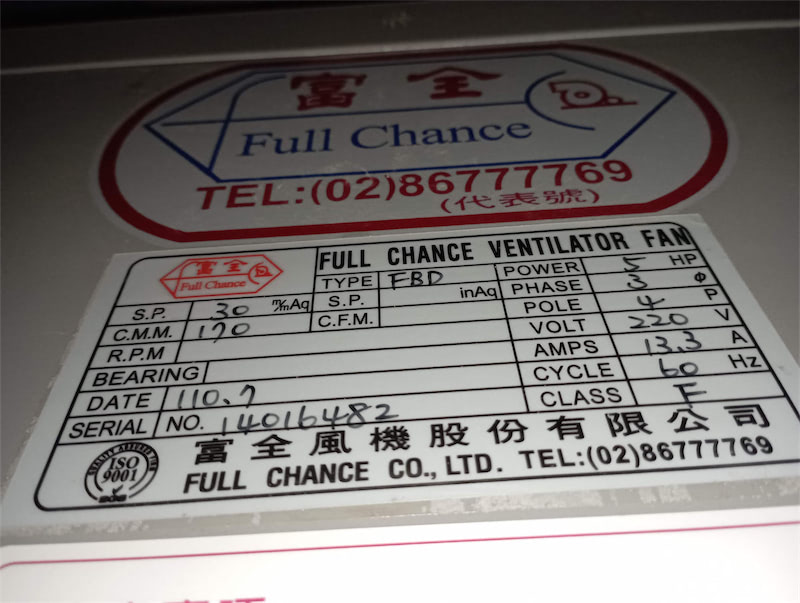 富全
Full Chance
TEL:(02)86777769
(代表號)
富全
Full Chance
FULL CHANCE VENTILATOR FAN
TYPE FBD
POWER 5 HP
S.P. 30 m/mAq
S.P. inAq
PHASE 3 φ
C.M.M. 170
C.F.M.
POLE 4 P
R.P.M
VOLT 220 V
BEARING
AMPS 13.3 A
DATE 110.7
CYCLE 60 Hz
SERIAL NO. 14016482
CLASS F
富全風機股份有限公司
ISO
9001
FULL CHANCE CO., LTD. TEL:(02)86777769